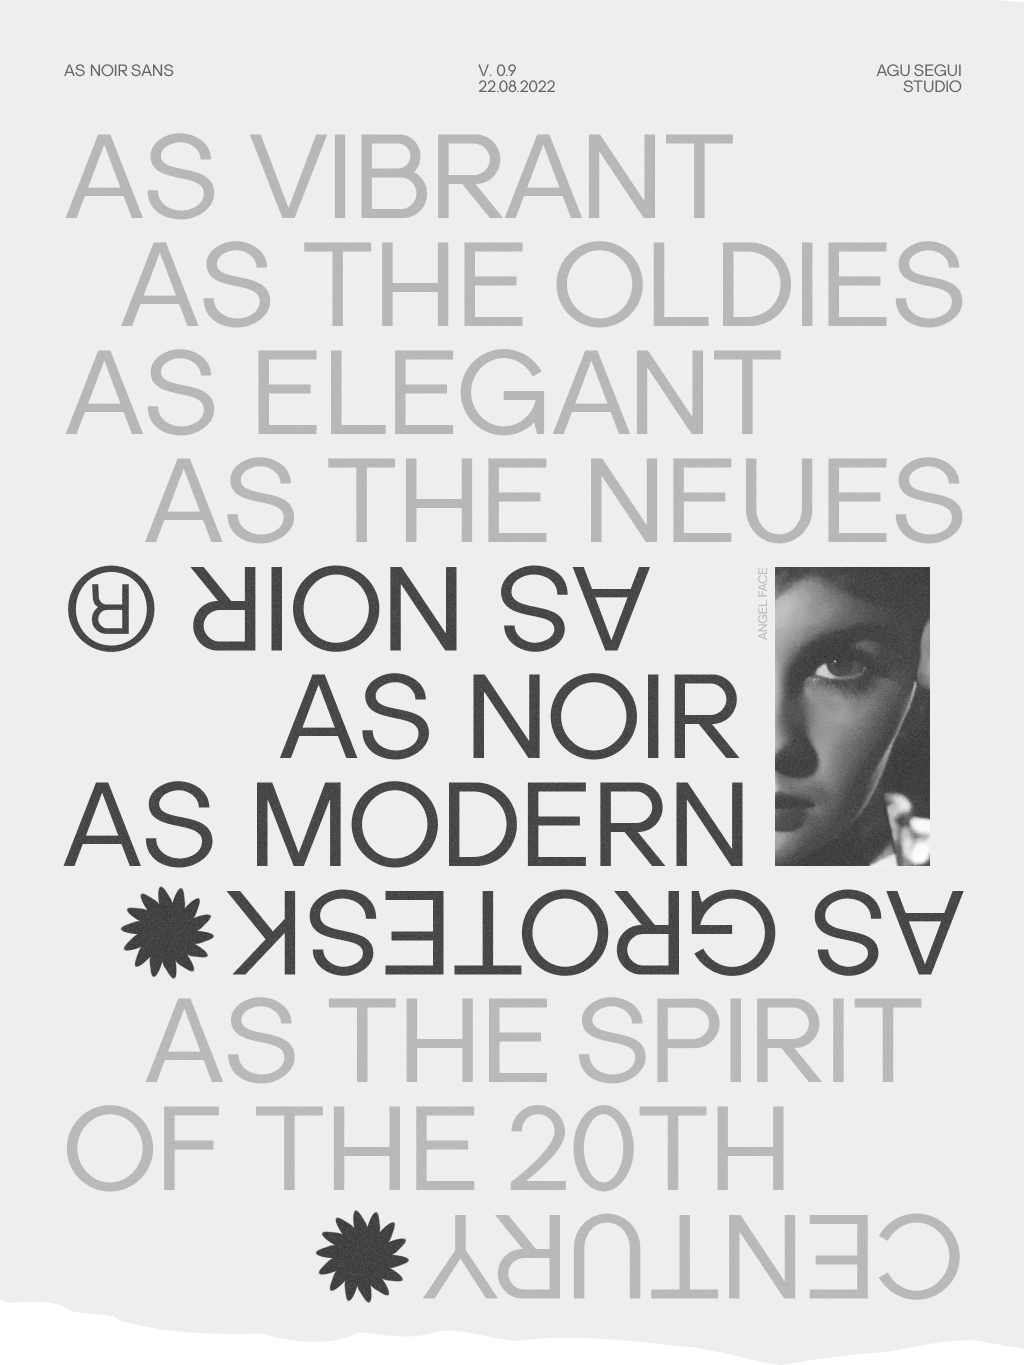 AS NOIR SANS
V. 0.9
22.08.2022
AGU SEGUI
STUDIO
AS VIBRANT
AS THE OLDIES
AS ELEGANT
AS THE NEUES
AS NOIR ®
ANGEL FACE
AS NOIR
AS MODERN
AS GROTESK
AS THE SPIRIT
OF THE 20TH
CENTURY